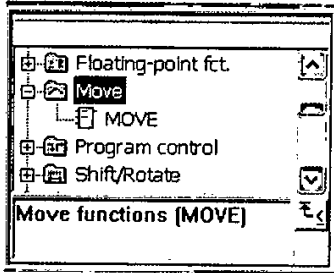 Floating-point fct.
Move
MOVE
Program control
Shift/Rotate
Move functions (MOVE)